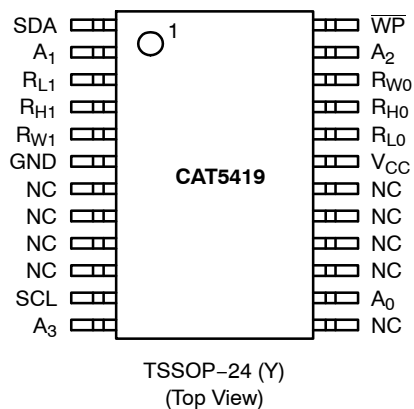 SDA 1 W̅P̅
A1 A2
RL1 RW0
RH1 RH0
RW1 RL0
GND VCC
CAT5419
NC NC
NC NC
NC NC
NC NC
SCL A0
A3 NC
TSSOP−24 (Y)
(Top View)